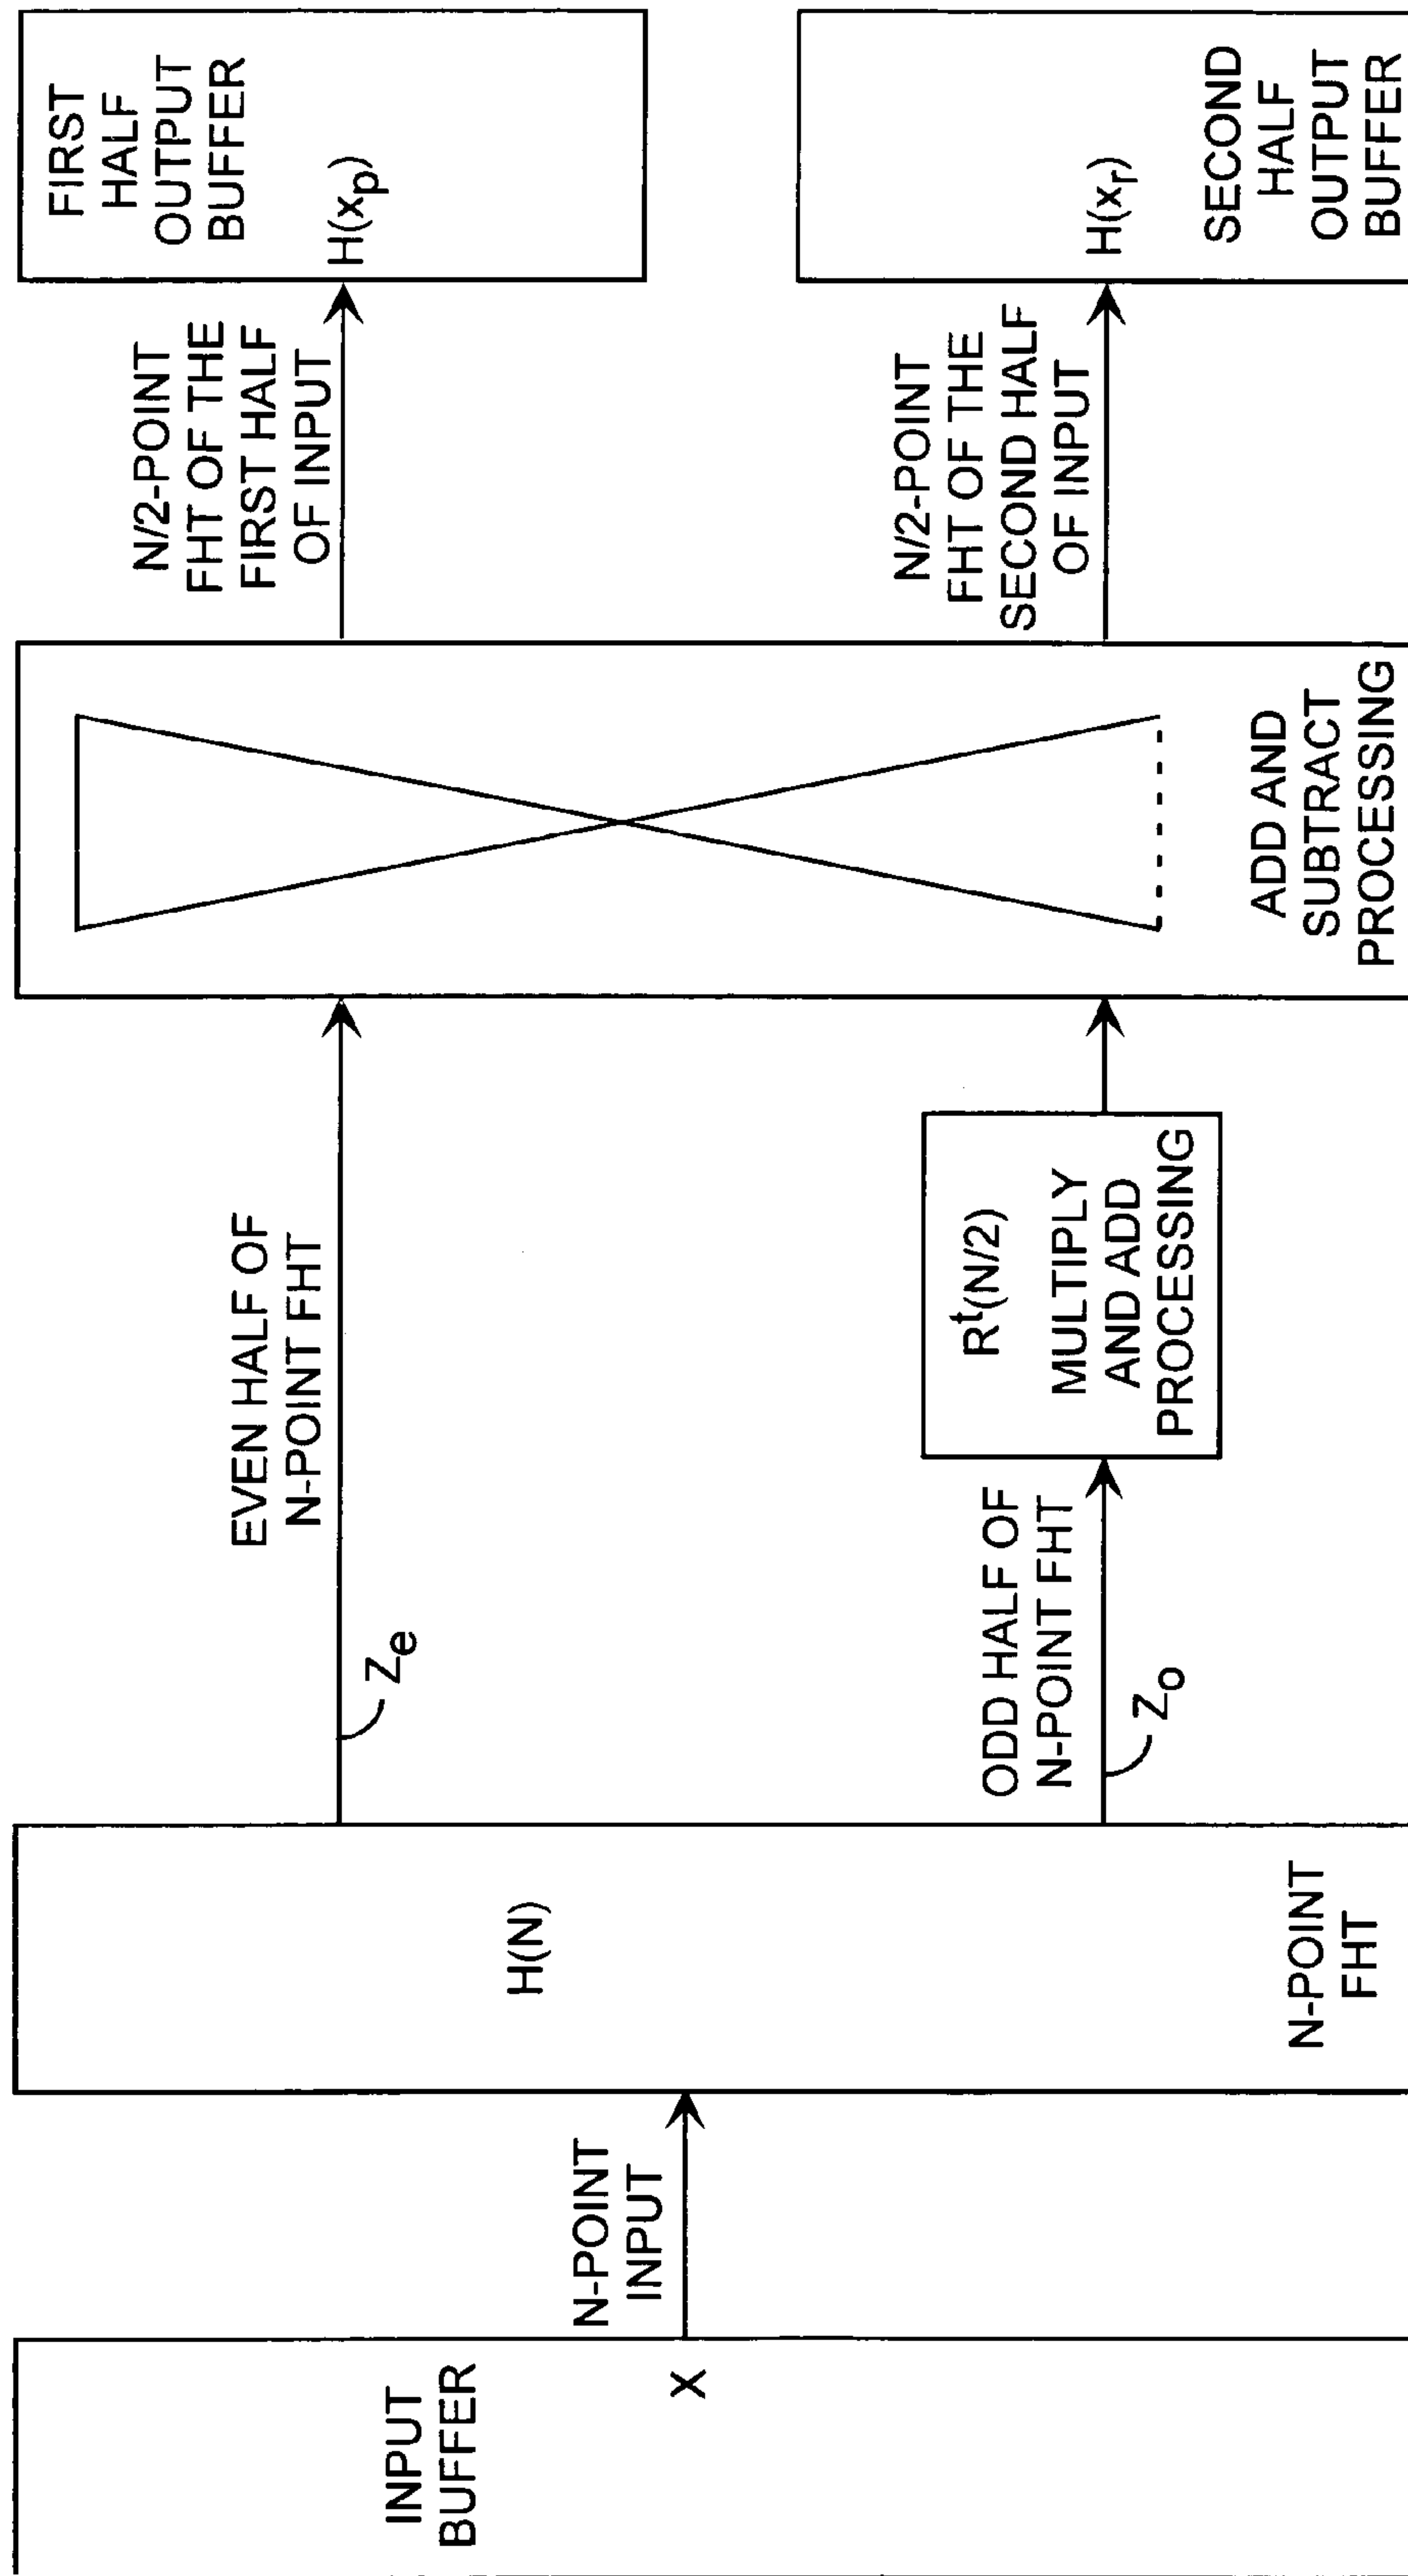 INPUT
BUFFER
X
N-POINT
INPUT
H(N)
N-POINT
FHT
EVEN HALF OF
N-POINT FHT
Ze
ODD HALF OF
N-POINT FHT
Zo
Rt(N/2)
MULTIPLY
AND ADD
PROCESSING
ADD AND
SUBTRACT
PROCESSING
N/2-POINT
FHT OF THE
FIRST HALF
OF INPUT
N/2-POINT
FHT OF THE
SECOND HALF
OF INPUT
FIRST
HALF
OUTPUT
BUFFER
H(xp)
H(xr)
SECOND
HALF
OUTPUT
BUFFER